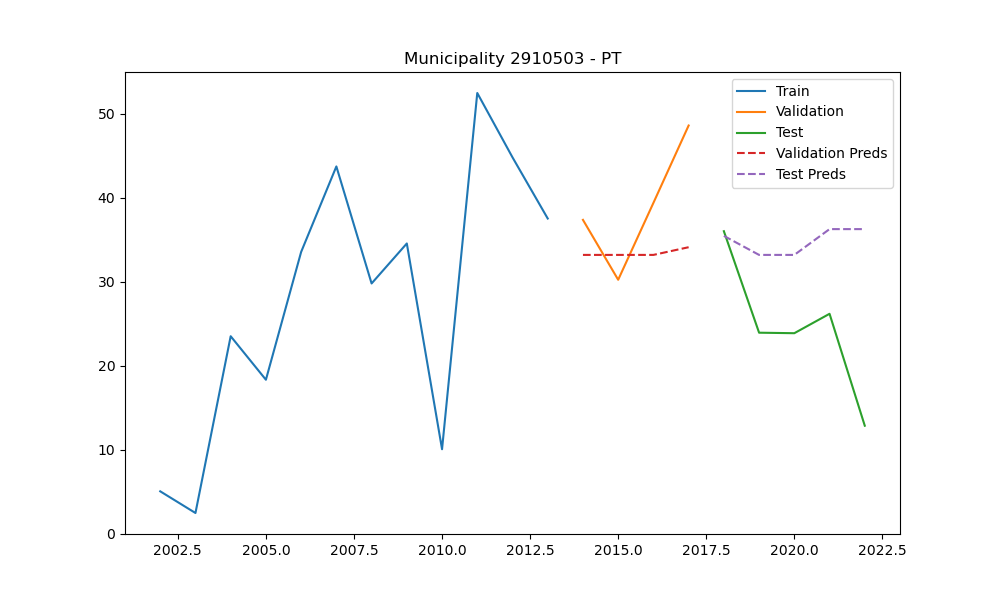 Municipality 2910503 - PT
Train
Validation
Test
Validation Preds
Test Preds
50
40
30
20
10
0
2002.5 2005.0 2007.5 2010.0 2012.5 2015.0 2017.5 2020.0 2022.5